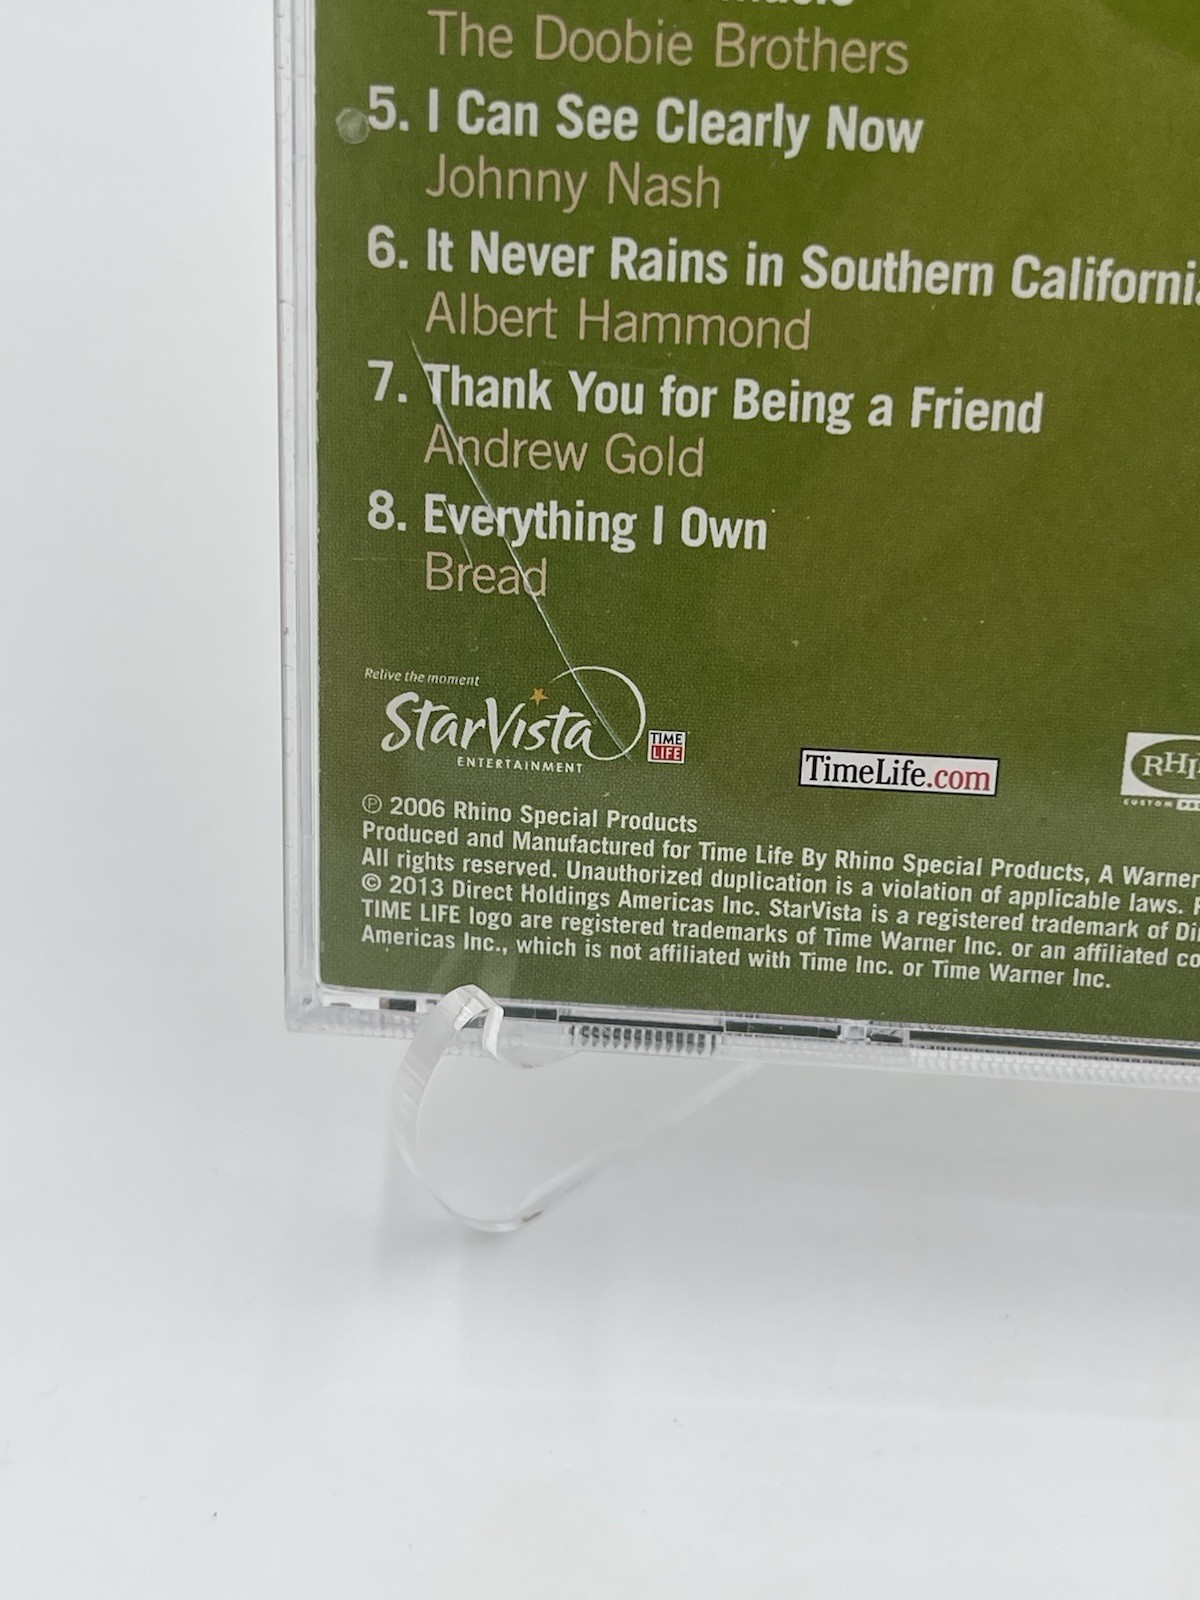 The Doobie Brothers
5. I Can See Clearly Now
Johnny Nash
6. It Never Rains in Southern California
Albert Hammond
7. Thank You for Being a Friend
Andrew Gold
8. Everything I Own
Bread
Relive the moment
StarVista
ENTERTAINMENT
TIME
LIFE
TimeLife.com
℗ 2006 Rhino Special Products
Produced and Manufactured for Time Life By Rhino Special Products, A Warner
All rights reserved. Unauthorized duplication is a violation of applicable laws.
© 2013 Direct Holdings Americas Inc. StarVista is a registered trademark of
TIME LIFE logo are registered trademarks of Time Warner Inc. or an affiliated
Americas Inc., which is not affiliated with Time Inc. or Time Warner Inc.